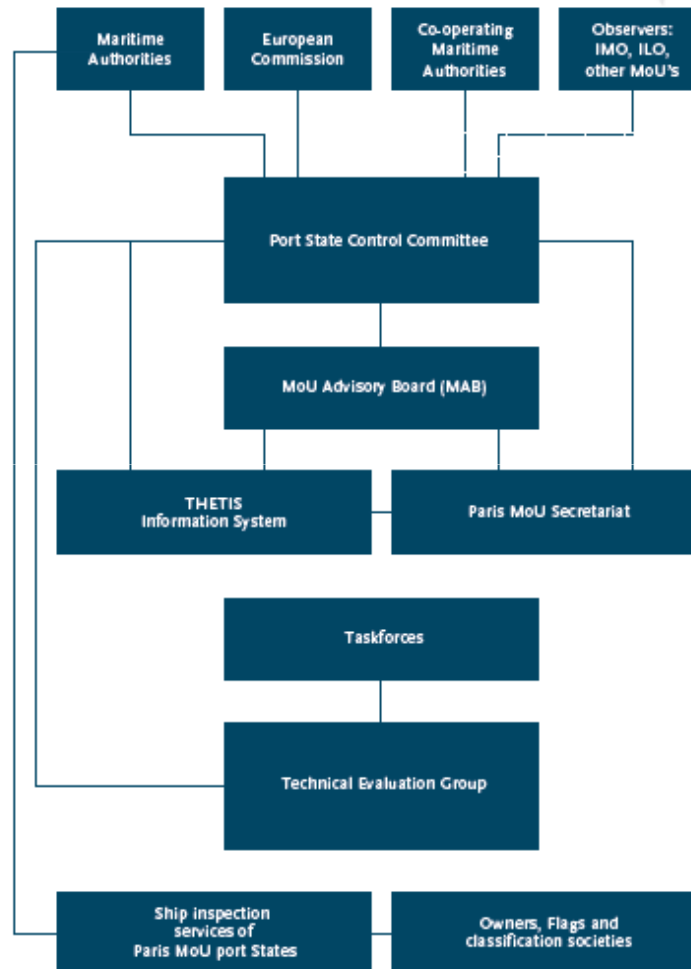 Maritime
Authorities
European
Commission
Co-operating
Maritime
Authorities
Observers:
IMO, ILO,
other MoU's
Port State Control Committee
MoU Advisory Board (MAB)
THETIS
Information System
Paris MoU Secretariat
Taskforces
Technical Evaluation Group
Ship inspection
services of
Paris MoU port States
Owners, Flags and
classification societies